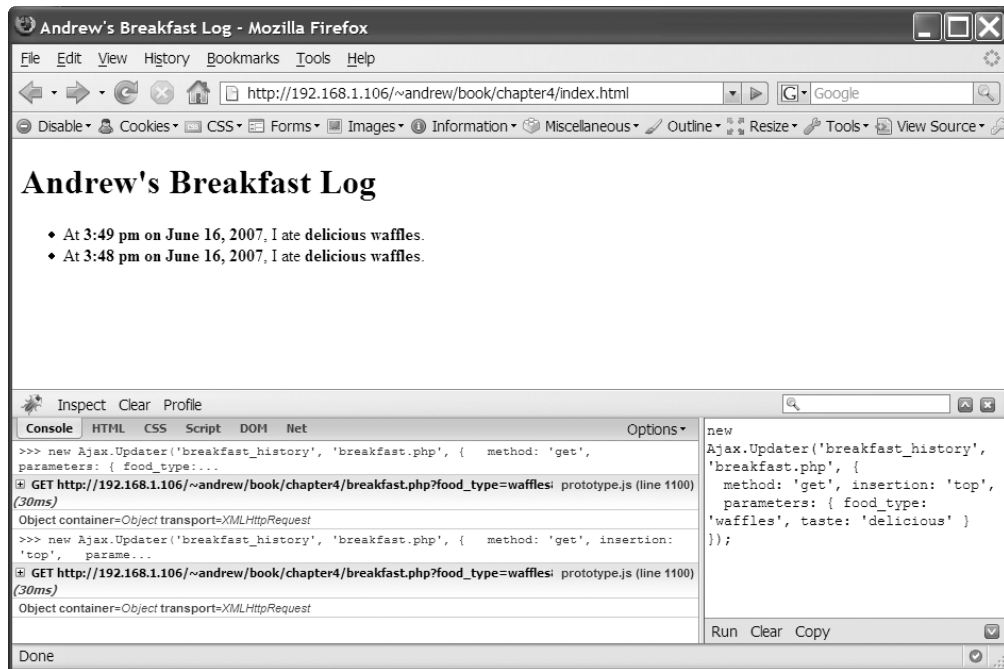 Andrew's Breakfast Log - Mozilla Firefox
File Edit View History Bookmarks Tools Help
http://192.168.1.106/~andrew/book/chapter4/index.html
G Google
Disable Cookies CSS Forms Images Information Miscellaneous Outline Resize Tools View Source
Andrew's Breakfast Log
At 3:49 pm on June 16, 2007, I ate delicious waffles.
At 3:48 pm on June 16, 2007, I ate delicious waffles.
Inspect Clear Profile
Console HTML CSS Script DOM Net Options
>>> new Ajax.Updater('breakfast_history', 'breakfast.php', { method: 'get',
parameters: { food_type:...
GET http://192.168.1.106/~andrew/book/chapter4/breakfast.php?food_type=waffles prototype.js (line 1100)
(30ms)
Object container=Object transport=XMLHttpRequest
>>> new Ajax.Updater('breakfast_history', 'breakfast.php', { method: 'get', insertion:
'top', parame...
GET http://192.168.1.106/~andrew/book/chapter4/breakfast.php?food_type=waffles prototype.js (line 1100)
(30ms)
Object container=Object transport=XMLHttpRequest
new
Ajax.Updater('breakfast_history',
'breakfast.php', {
method: 'get', insertion: 'top',
parameters: { food_type:
'waffles', taste: 'delicious' }
});
Run Clear Copy
Done